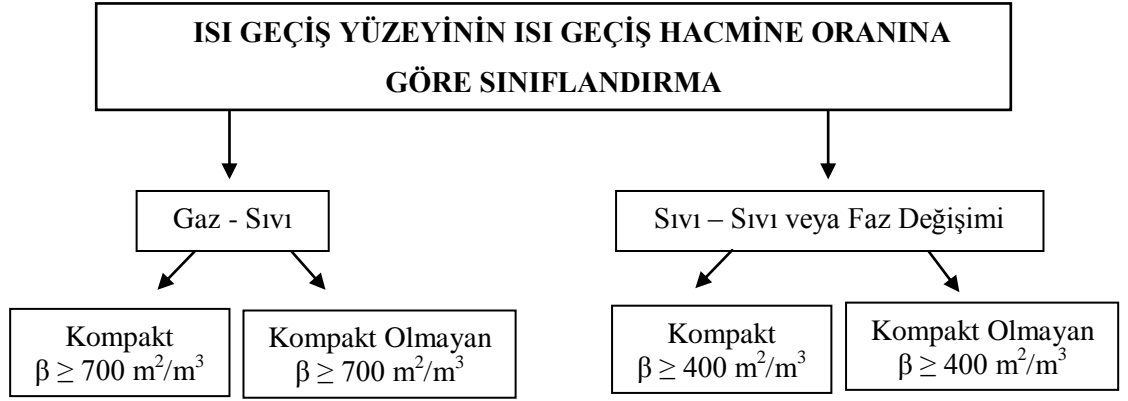 ISI GEÇİŞ YÜZEYİNİN ISI GEÇİŞ HACMİNE ORANINA
GÖRE SINIFLANDIRMA
Gaz - Sıvı
Sıvı – Sıvı veya Faz Değişimi
Kompakt
β ≥ 700 m²/m³
Kompakt Olmayan
β ≥ 700 m²/m³
Kompakt
β ≥ 400 m²/m³
Kompakt Olmayan
β ≥ 400 m²/m³